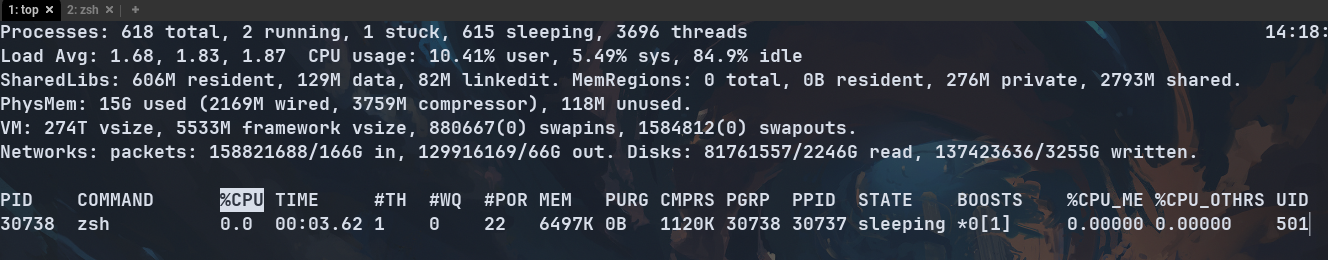 1: top × 2: zsh × +
Processes: 618 total, 2 running, 1 stuck, 615 sleeping, 3696 threads 14:18:
Load Avg: 1.68, 1.83, 1.87  CPU usage: 10.41% user, 5.49% sys, 84.9% idle
SharedLibs: 606M resident, 129M data, 82M linkedit. MemRegions: 0 total, 0B resident, 276M private, 2793M shared.
PhysMem: 15G used (2169M wired, 3759M compressor), 118M unused.
VM: 274T vsize, 5533M framework vsize, 880667(0) swapins, 1584812(0) swapouts.
Networks: packets: 158821688/166G in, 129916169/66G out. Disks: 81761557/2246G read, 137423636/3255G written.
PID COMMAND %CPU TIME #TH #WQ #POR MEM PURG CMPRS PGRP PPID STATE BOOSTS %CPU_ME %CPU_OTHRS UID
30738 zsh 0.0 00:03.62 1 0 22 6497K 0B 1120K 30738 30737 sleeping *0[1] 0.00000 0.00000 501